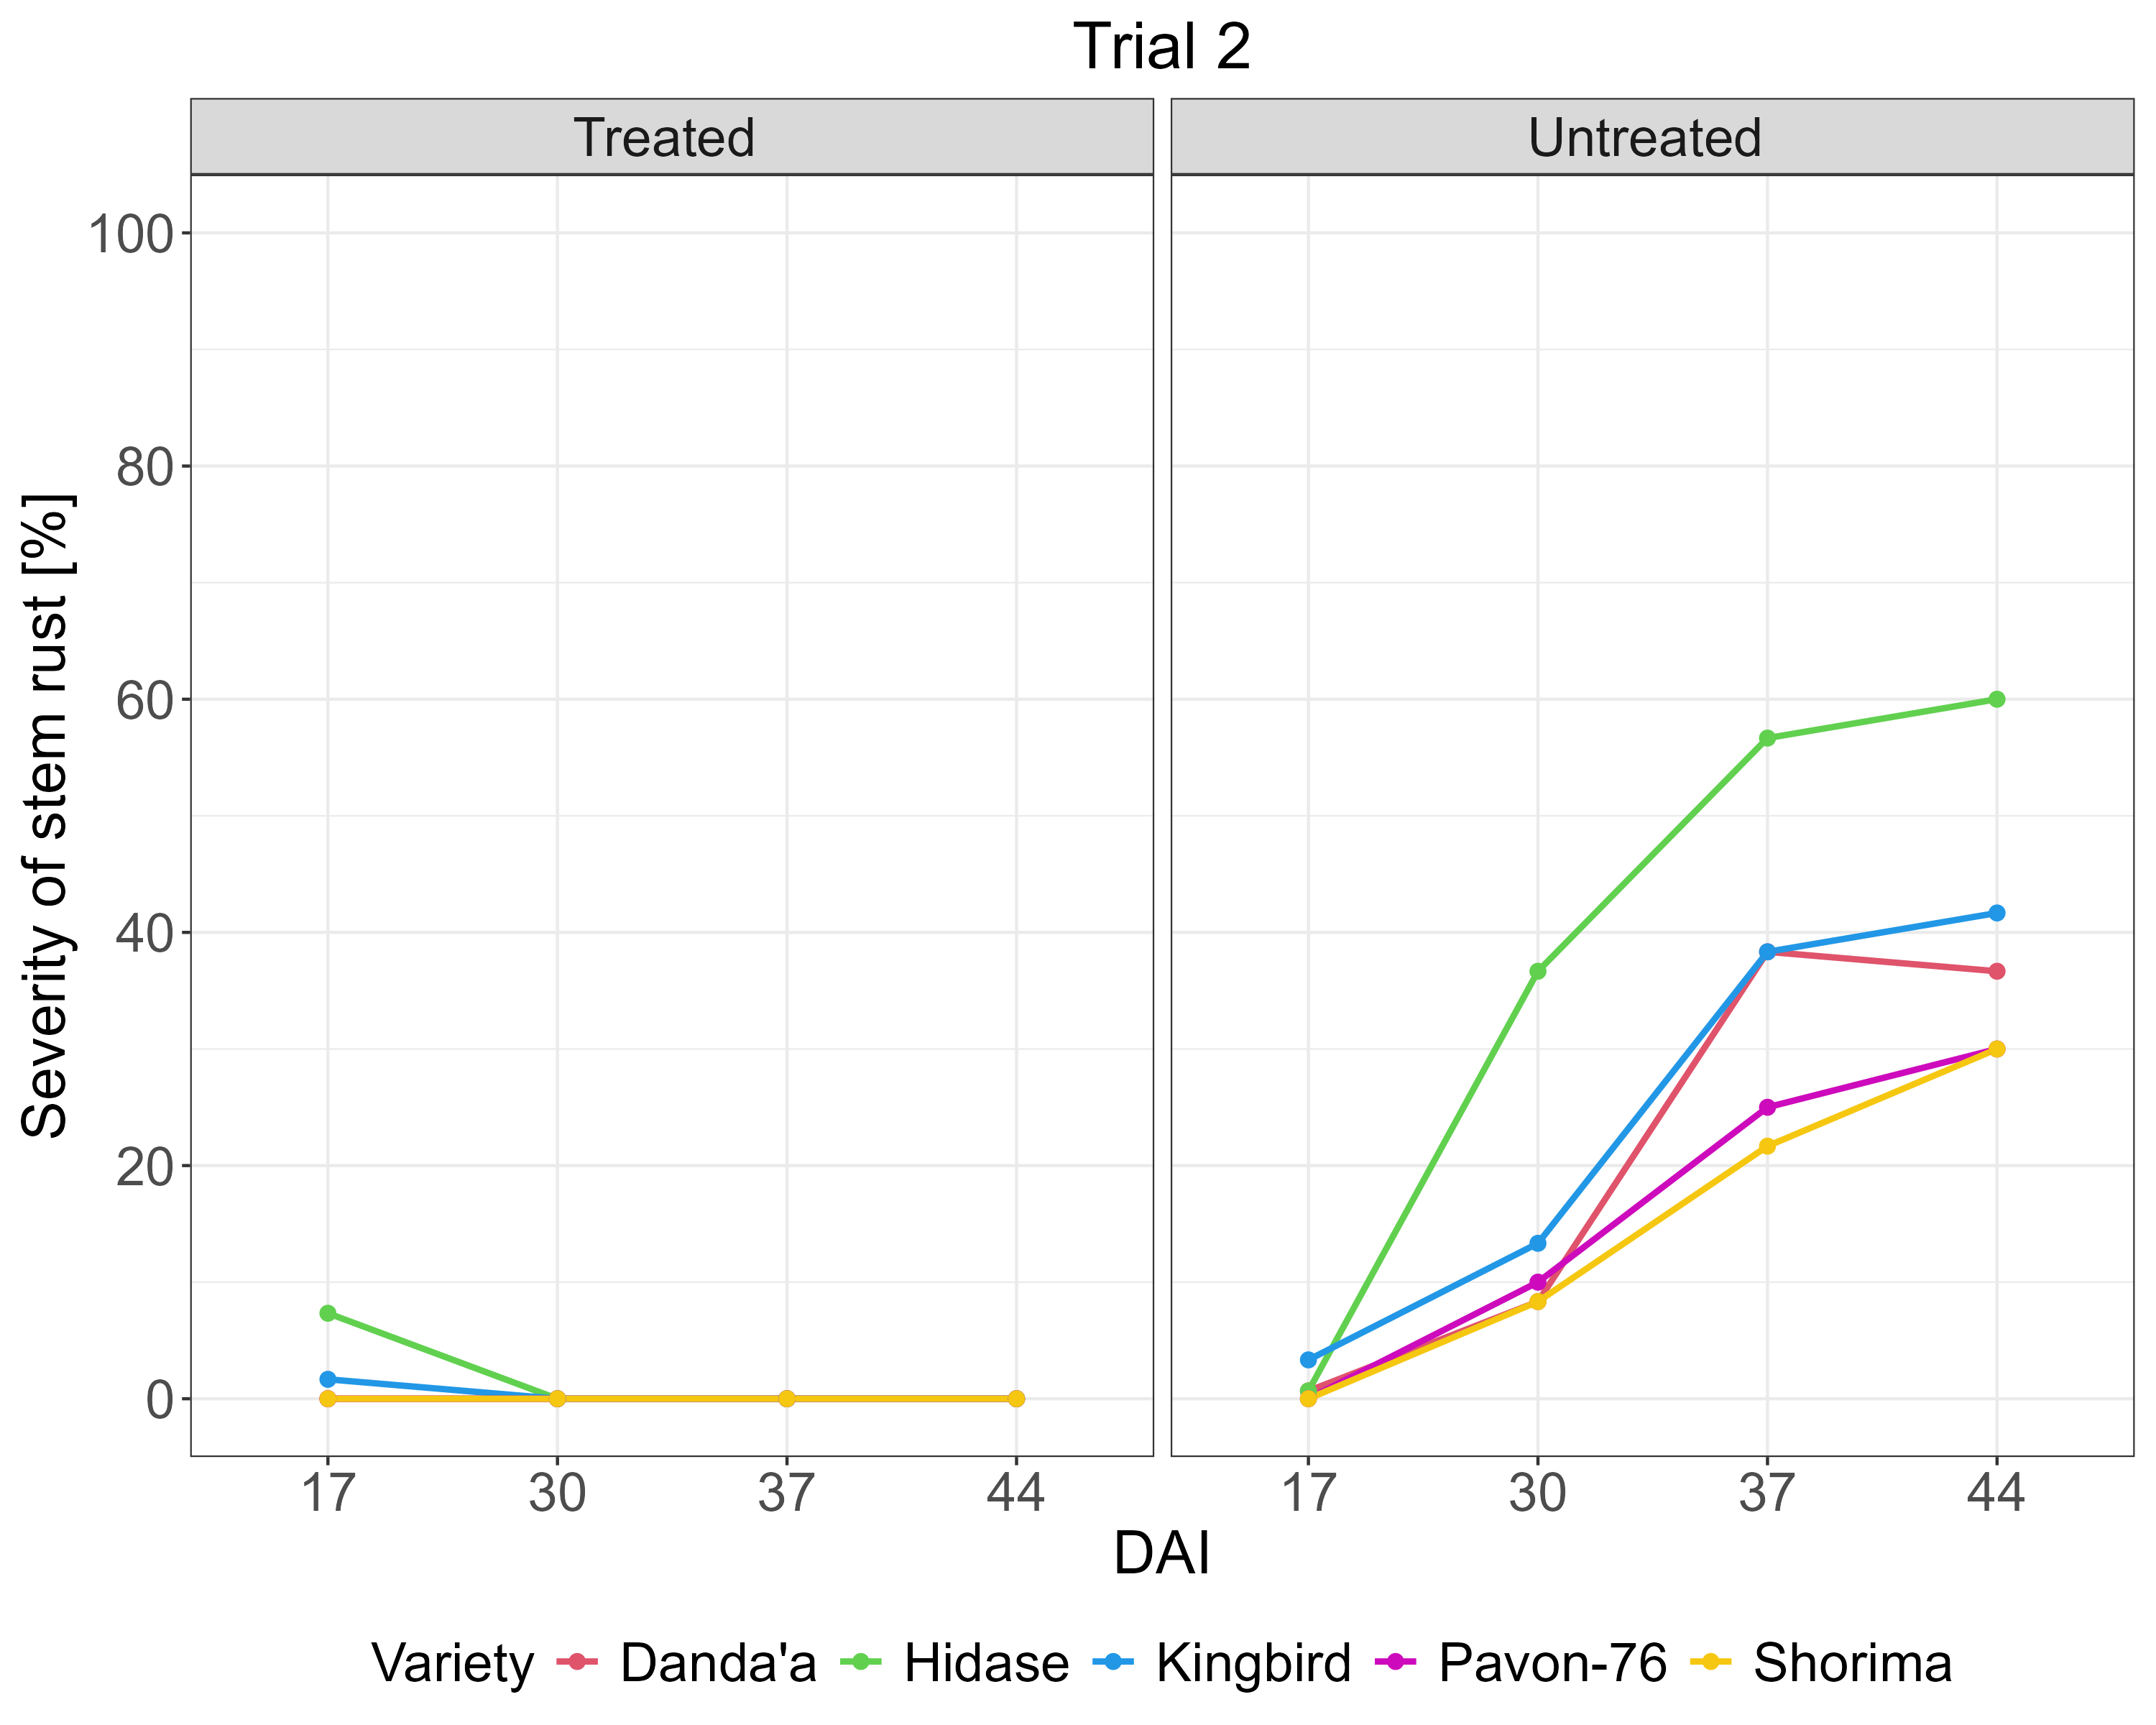 Trial 2
Treated Untreated
100
80
60
40
20
0
Severity of stem rust [%]
17 30 37 44 17 30 37 44
DAI
Variety Danda'a Hidase Kingbird Pavon-76 Shorima